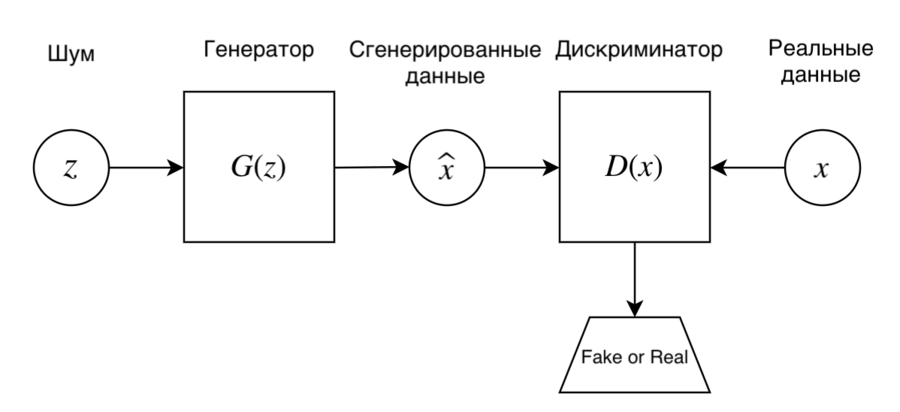 Шум
Генератор
Сгенерированные
данные
Дискриминатор
Реальные
данные
z
G(z)
x̂
D(x)
x
Fake or Real